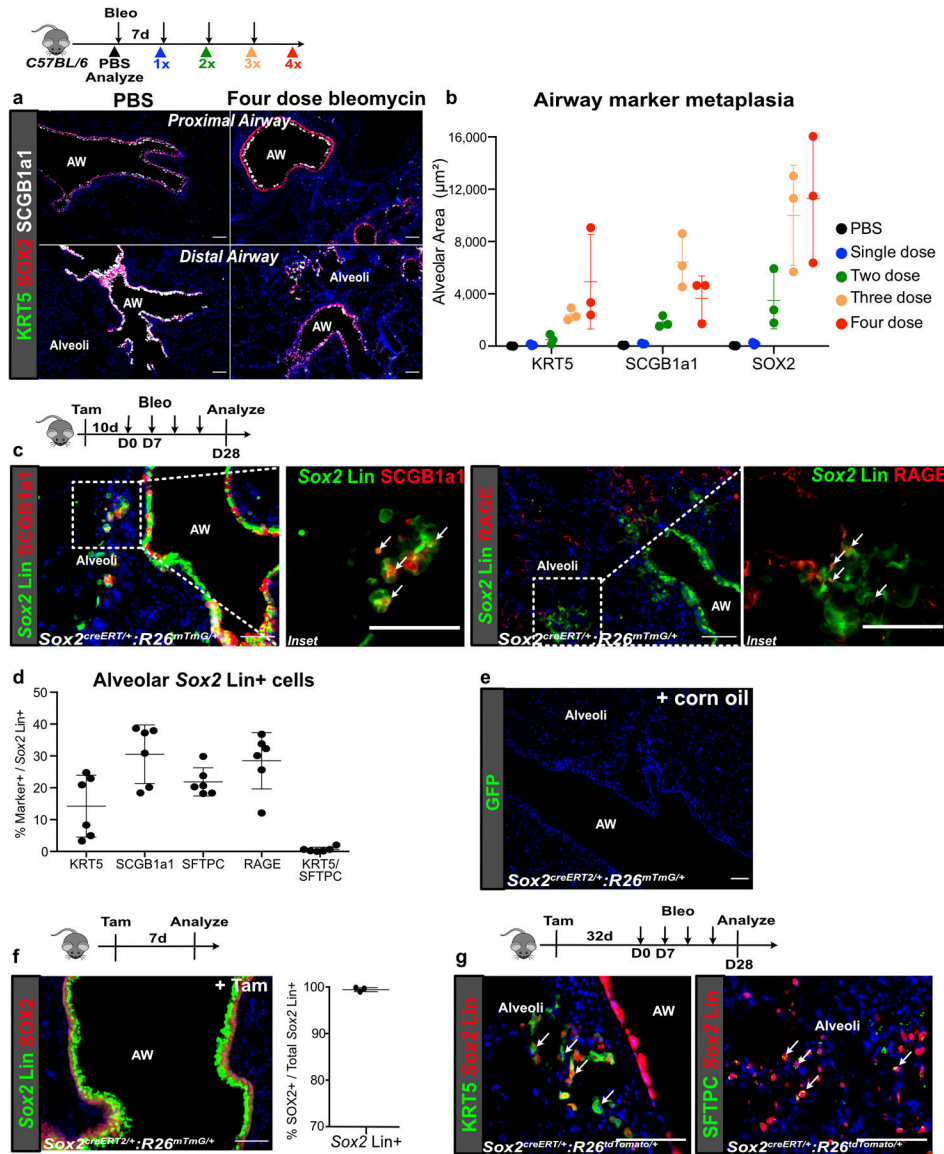 Bleo
7d
C57BL/6
PBS
Analyze
1x
2x
3x
4x
a
PBS
Four dose bleomycin
KRT5 SOX2 SCGB1a1
Proximal Airway
AW
AW
Distal Airway
Alveoli
AW
AW
Alveoli
b
Airway marker metaplasia
Alveolar Area (µm²)
16,000
12,000
8,000
4,000
0
KRT5
SCGB1a1
SOX2
PBS
Single dose
Two dose
Three dose
Four dose
Tam
Bleo
Analyze
10d
D0
D7
D28
c
Sox2 Lin SCGB1a1
AW
Alveoli
Sox2creERT/+:R26mTmG/+
Sox2 Lin SCGB1a1
Inset
Sox2 Lin RAGE
Alveoli
AW
Sox2creERT/+:R26mTmG/+
Sox2 Lin RAGE
Inset
d
Alveolar Sox2 Lin+ cells
% Marker+ / Sox2 Lin+
50
40
30
20
10
0
KRT5
SCGB1a1
SFTPC
RAGE
KRT5/
SFTPC
e
+ corn oil
GFP
Alveoli
AW
Sox2creERT2/+:R26mTmG/+
Tam
Analyze
7d
f
Sox2 Lin SOX2
+ Tam
AW
Sox2creERT2/+:R26mTmG/+
% SOX2+ / Total Sox2 Lin+
100
90
80
70
Sox2 Lin+
Tam
Bleo
Analyze
32d
D0
D7
D28
g
KRT5 Sox2 Lin
Alveoli
AW
Sox2creERT/+:R26tdTomato/+
SFTPC Sox2 Lin
Alveoli
Sox2creERT/+:R26tdTomato/+